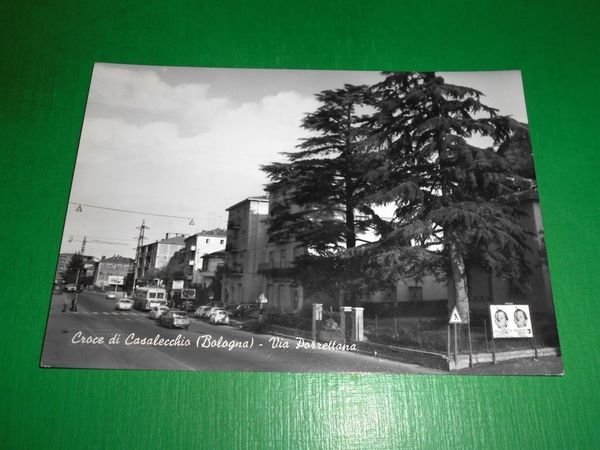 Croce di Casalecchio (Bologna) - Via Porrettana